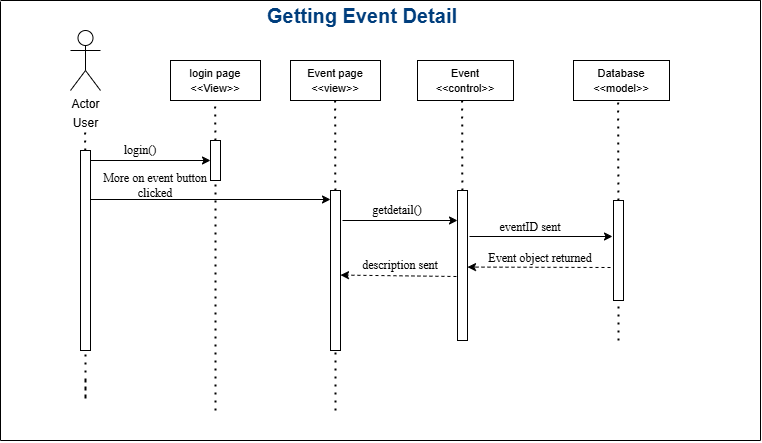 Getting Event Detail
Actor
User
login page
<<View>>
Event page
<<view>>
Event
<<control>>
Database
<<model>>
login()
More on event button
clicked
getdetail()
eventID sent
Event object returned
description sent